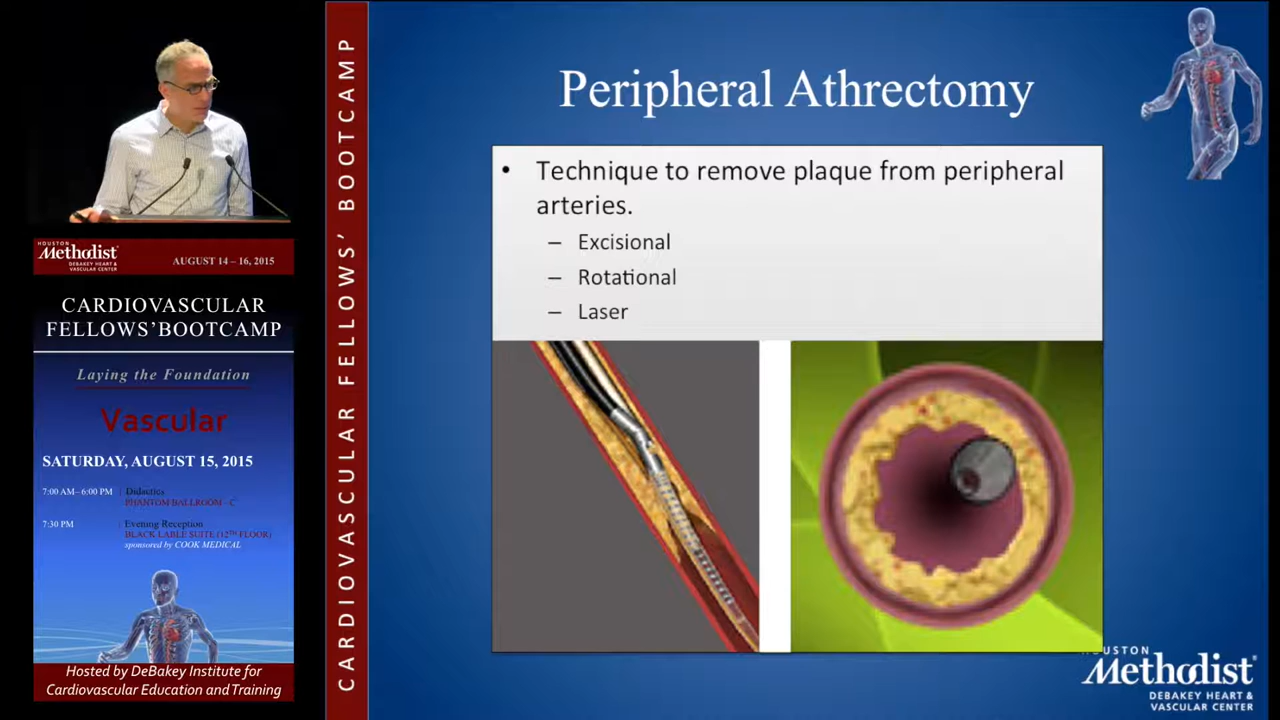 HOUSTON
Methodist
DEBAKEY HEART &
VASCULAR CENTER
AUGUST 14 – 16, 2015
CARDIOVASCULAR
FELLOWS’BOOTCAMP
Laying the Foundation
Vascular
SATURDAY, AUGUST 15, 2015
7:00 AM– 6:00 PM | Didactics
PHANTOM BALLROOM - C
7:30 PM : Evening Reception
BLACK LABLE SUITE (12TH FLOOR)
sponsored by COOK MEDICAL
Hosted by DeBakey Institute for
Cardiovascular Education and Training
CARDIOVASCULAR FELLOWS’ BOOTCAMP
Peripheral Athrectomy
• Technique to remove plaque from peripheral
arteries.
– Excisional
– Rotational
– Laser
HOUSTON
Methodist
DEBAKEY HEART &
VASCULAR CENTER